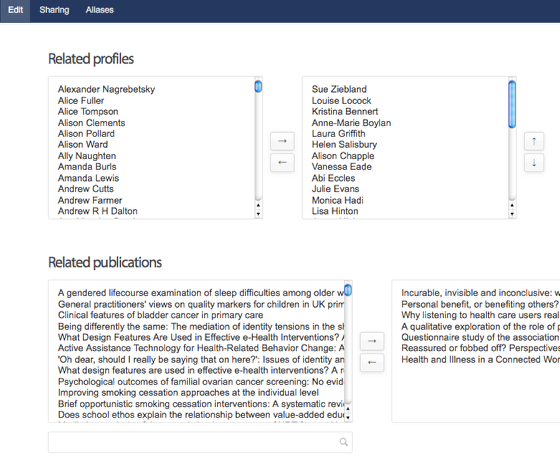 Edit Sharing Aliases
Related profiles
Alexander Nagrebetsky
Alice Fuller
Alice Tompson
Alison Clements
Alison Pollard
Alison Ward
Ally Naughten
Amanda Burls
Amanda Lewis
Andrew Cutts
Andrew Farmer
Andrew R H Dalton
→
←
Sue Ziebland
Louise Locock
Kristina Bennert
Anne-Marie Boylan
Laura Griffith
Helen Salisbury
Alison Chapple
Vanessa Eade
Abi Eccles
Julie Evans
Monica Hadi
Lisa Hinton
↑
↓
Related publications
A gendered lifecourse examination of sleep difficulties among older w
General practitioners' views on quality markers for children in UK prim
Clinical features of bladder cancer in primary care
Being differently the same: The mediation of identity tensions in the sh
What Design Features Are Used in Effective e-Health Interventions? A
Active Assistance Technology for Health-Related Behavior Change: A
'Oh dear, should I really be saying that on here?': Issues of identity an
What design features are used in effective e-health interventions? A r
Psychological outcomes of familial ovarian cancer screening: No evid
Improving smoking cessation approaches at the individual level
Brief opportunistic smoking cessation interventions: A systematic revi
Does school ethos explain the relationship between value-added educ
→
←
Incurable, invisible and inconclusive: w
Personal benefit, or benefiting others?
Why listening to health care users real
A qualitative exploration of the role of p
Questionnaire study of the association
Reassured or fobbed off? Perspectives
Health and Illness in a Connected Wor